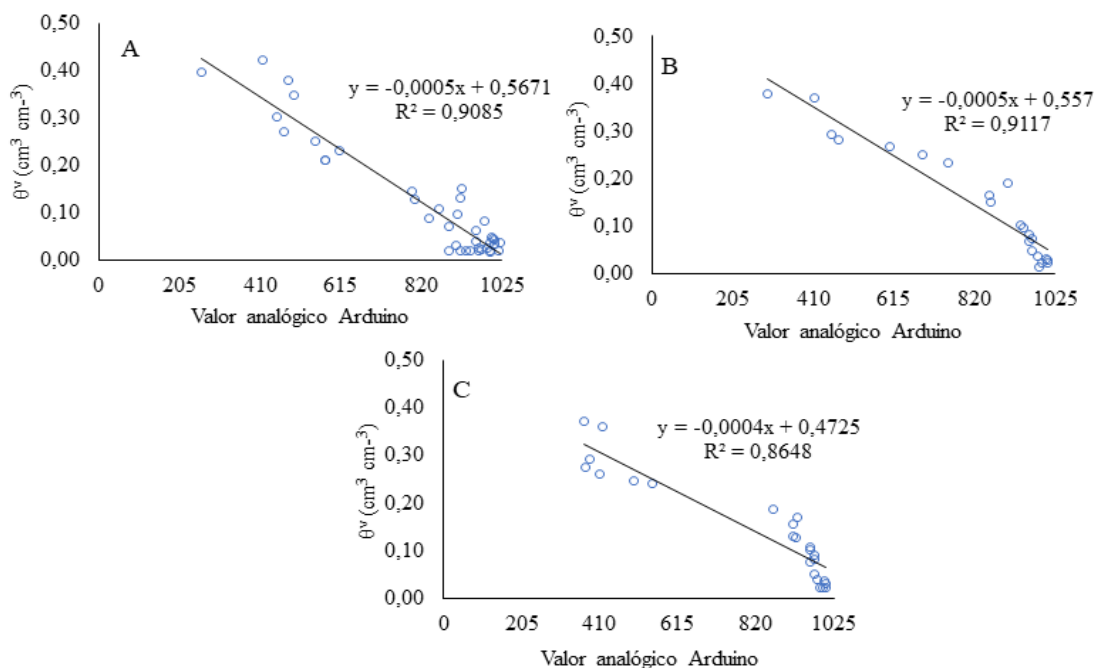 0,50
0,40
0,30
0,20
0,10
0,00
θᵛ (cm³ cm-³)
A
y = -0,0005x + 0,5671
R² = 0,9085
0 205 410 615 820 1025
Valor analógico Arduino
0,50
0,40
0,30
0,20
0,10
0,00
θᵛ (cm³ cm-³)
B
y = -0,0005x + 0,557
R² = 0,9117
0 205 410 615 820 1025
Valor analógico Arduino
0,50
0,40
0,30
0,20
0,10
0,00
θᵛ (cm³ cm-³)
C
y = -0,0004x + 0,4725
R² = 0,8648
0 205 410 615 820 1025
Valor analógico Arduino